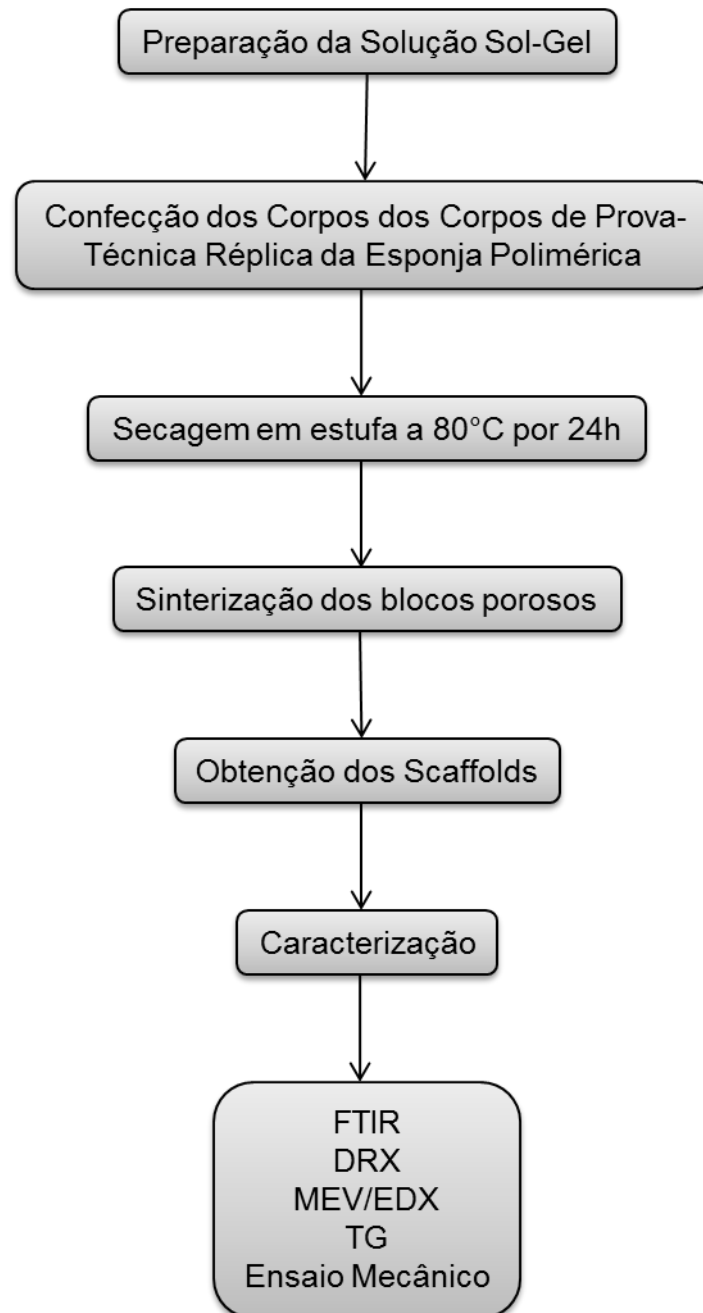 Preparação da Solução Sol-Gel
Confecção dos Corpos dos Corpos de Prova-
Técnica Réplica da Esponja Polimérica
Secagem em estufa a 80°C por 24h
Sinterização dos blocos porosos
Obtenção dos Scaffolds
Caracterização
FTIR
DRX
MEV/EDX
TG
Ensaio Mecânico